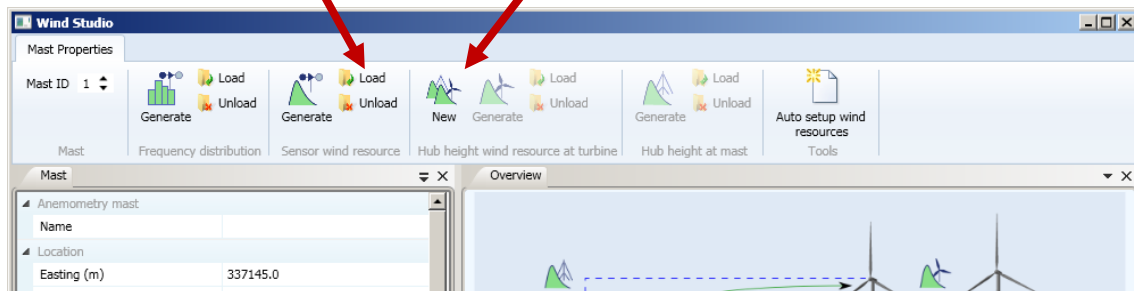 Wind Studio
Mast Properties
Mast ID 1
Generate
Load
Unload
Generate
Load
Unload
New
Generate
Load
Unload
Generate
Load
Unload
Auto setup wind
resources
Mast
Frequency distribution
Sensor wind resource
Hub height wind resource at turbine
Hub height at mast
Tools
Mast
Overview
Anemometry mast
Name
Location
Easting (m) 337145.0